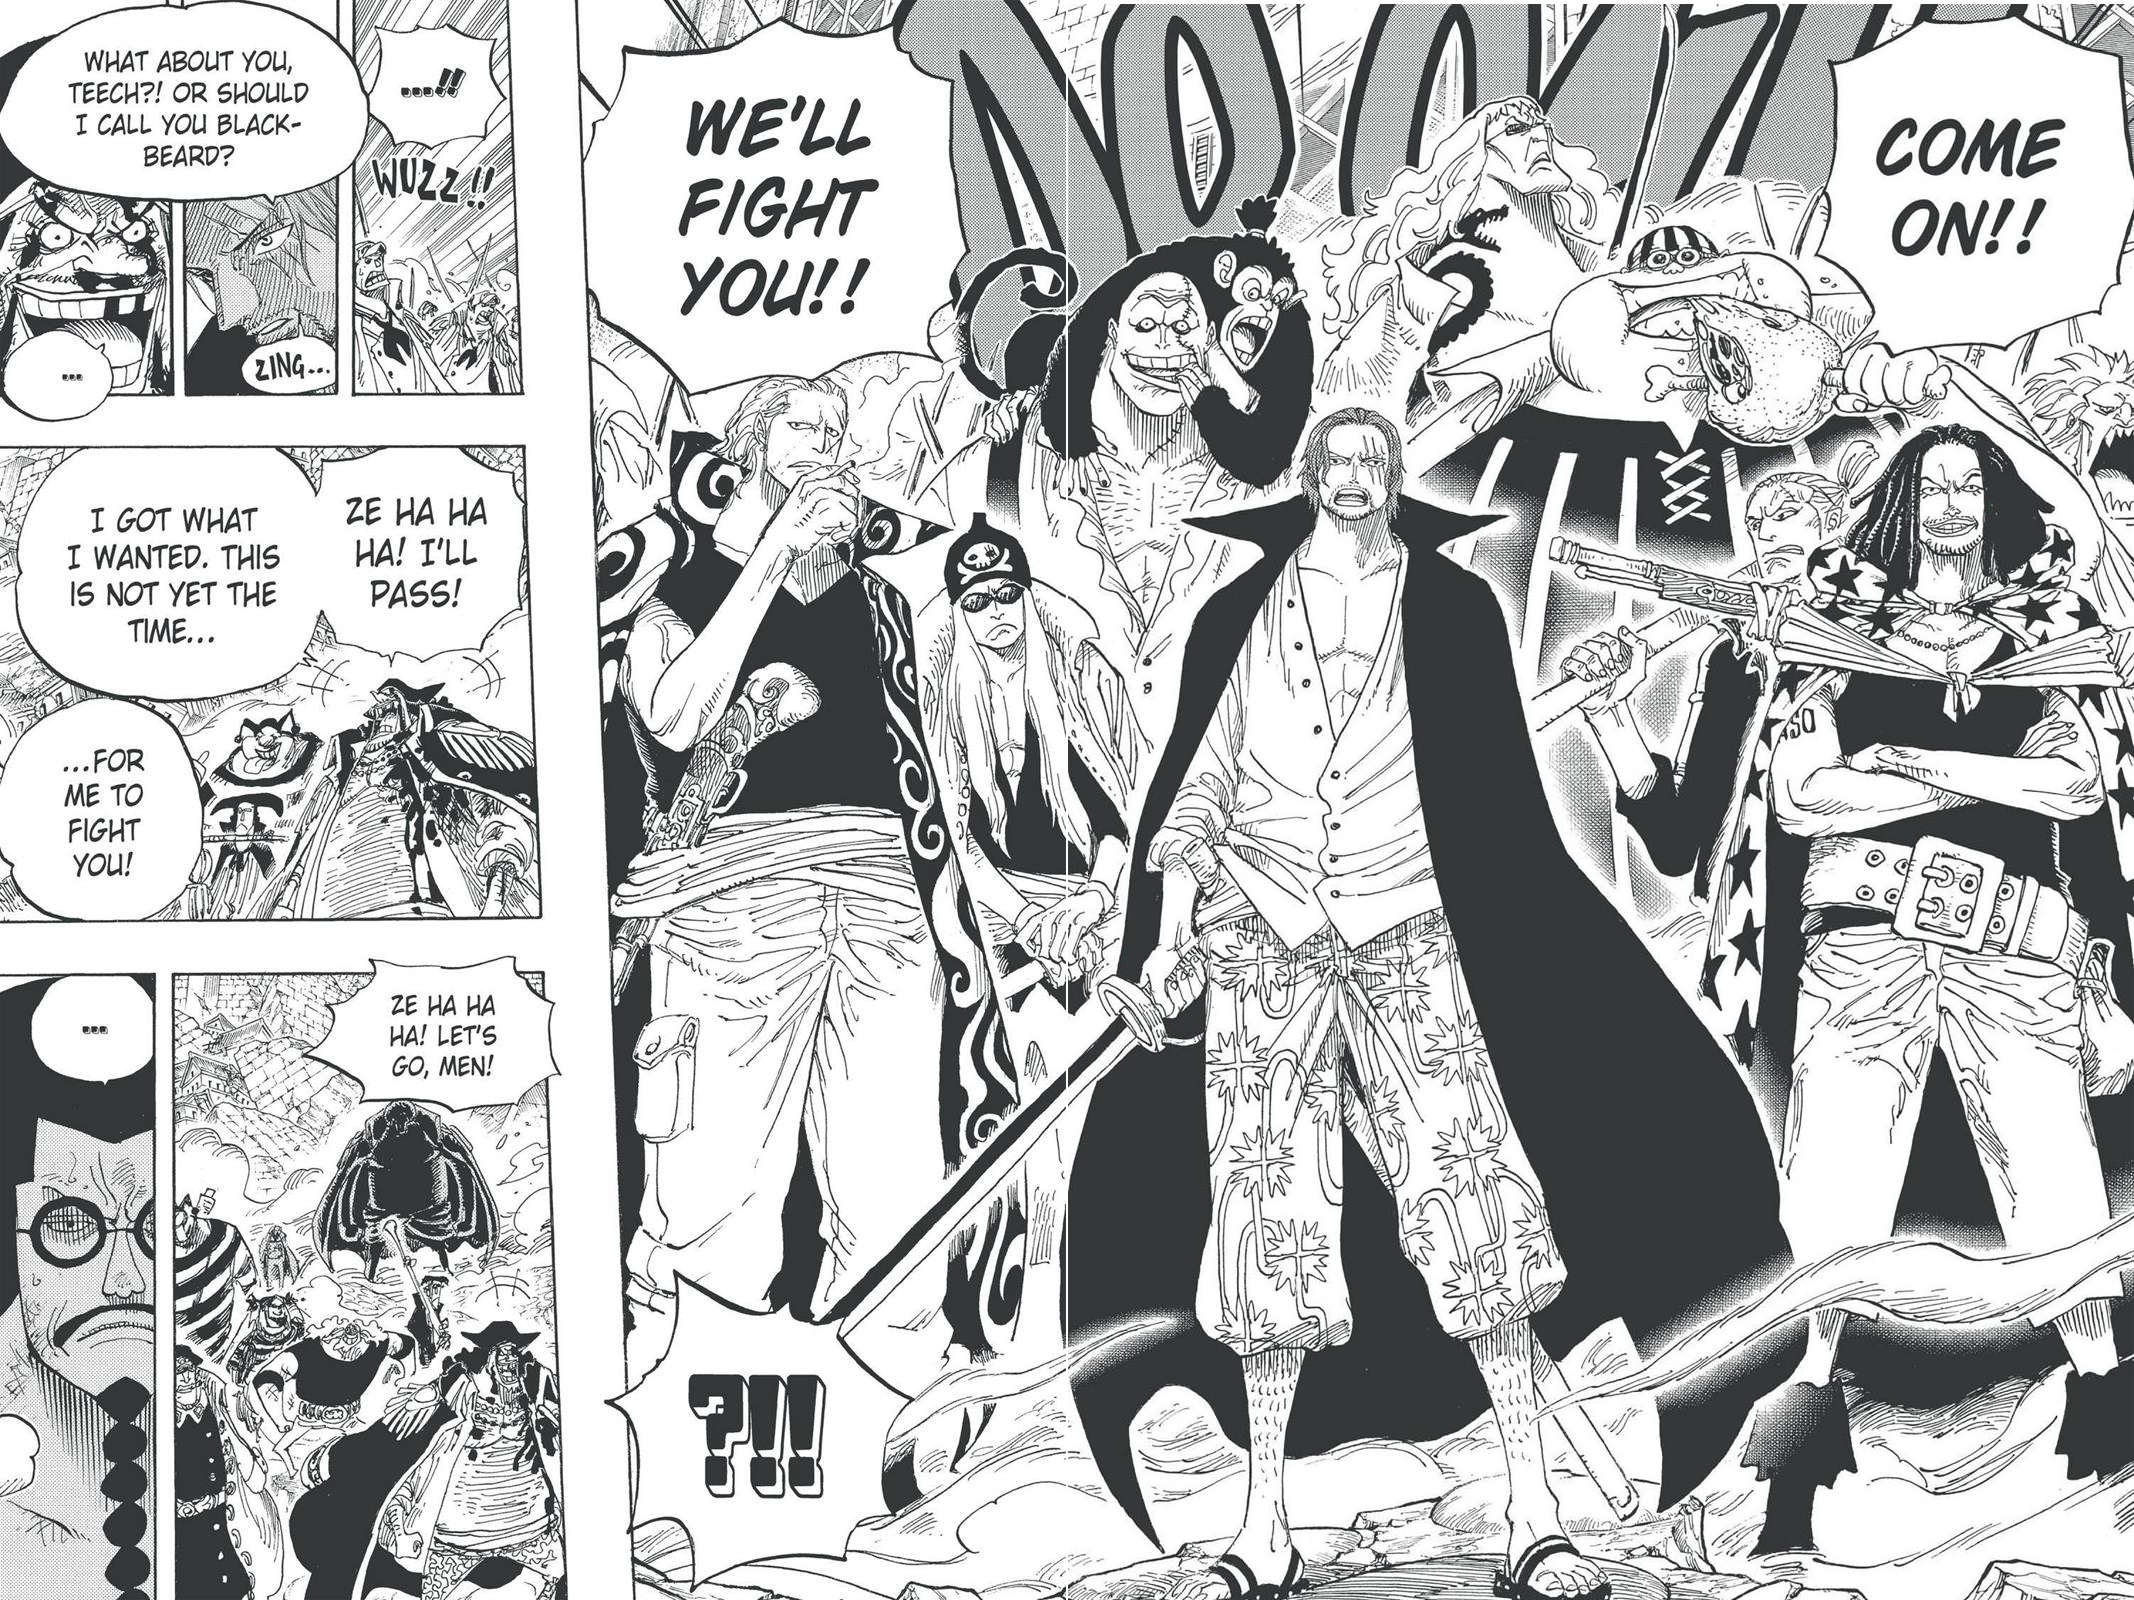 COME
ON!!
WE'LL
FIGHT
YOU!!
?!!
...!!
WUZZ!!
WHAT ABOUT YOU,
TEECH?! OR SHOULD
I CALL YOU BLACK-
BEARD?
ZING...
...
ZE HA HA
HA! I'LL
PASS!
I GOT WHAT
I WANTED. THIS
IS NOT YET THE
TIME...
...FOR
ME TO
FIGHT
YOU!
ZE HA HA
HA! LET'S
GO, MEN!
...